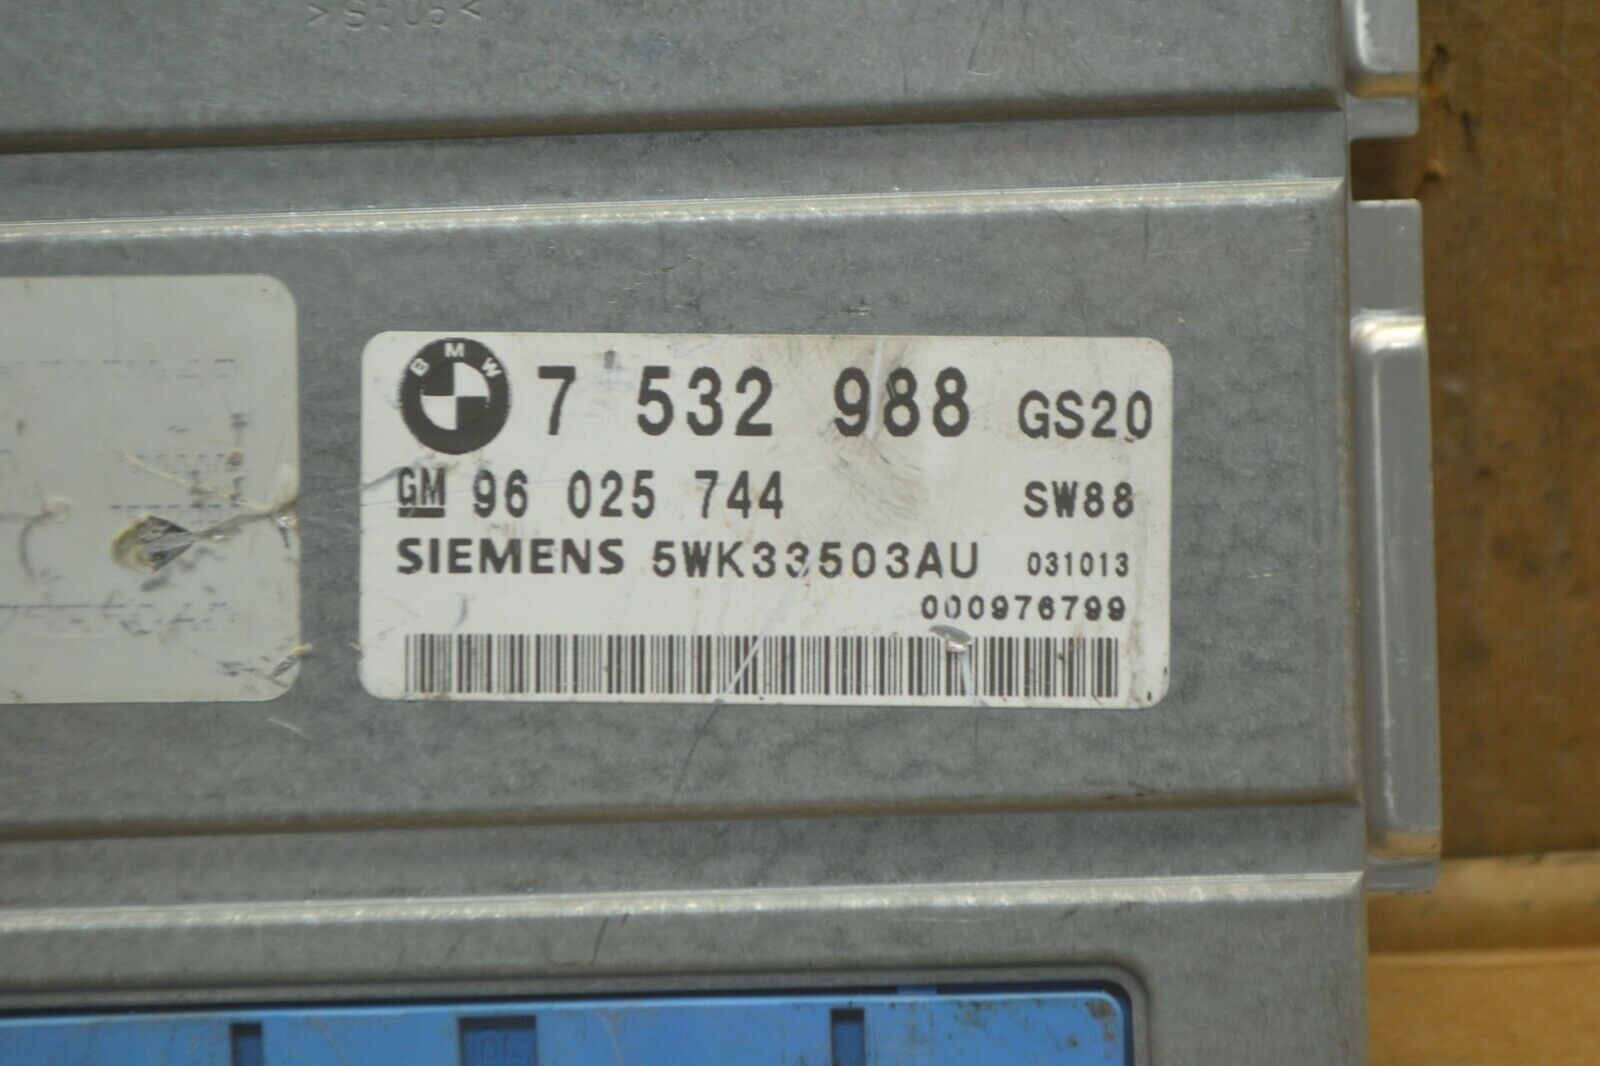 BMW 7 532 988 GS20
GM 96 025 744 SW88
SIEMENS 5WK33503AU 031013
000976799